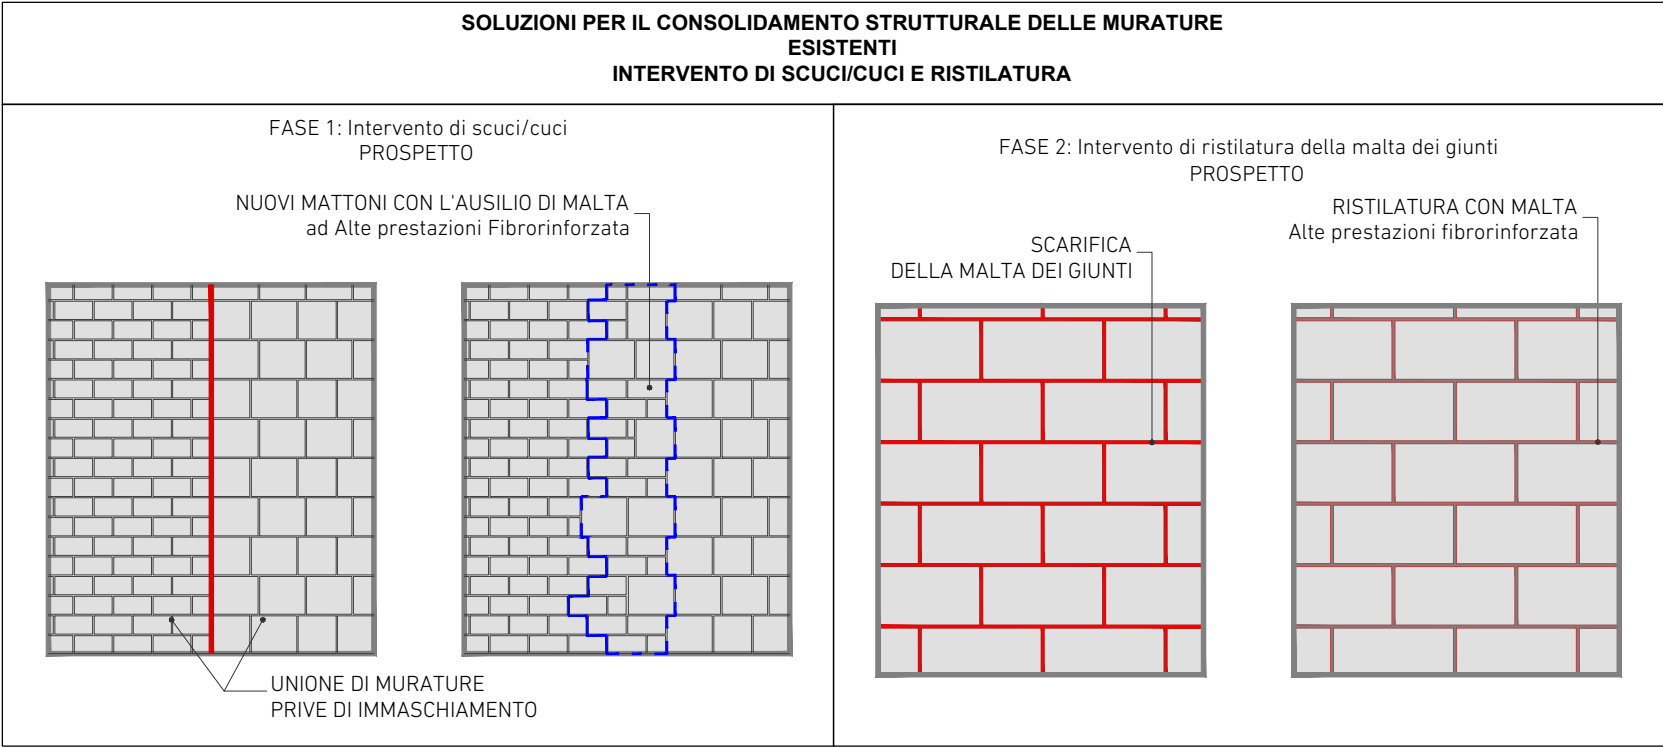 SOLUZIONI PER IL CONSOLIDAMENTO STRUTTURALE DELLE MURATURE
ESISTENTI
INTERVENTO DI SCUCI/CUCI E RISTILATURA
FASE 1: Intervento di scuci/cuci
PROSPETTO
NUOVI MATTONI CON L'AUSILIO DI MALTA
ad Alte prestazioni Fibrorinforzata
UNIONE DI MURATURE
PRIVE DI IMMASCHIAMENTO
FASE 2: Intervento di ristilatura della malta dei giunti
PROSPETTO
SCARIFICA
DELLA MALTA DEI GIUNTI
RISTILATURA CON MALTA
Alte prestazioni fibrorinforzata